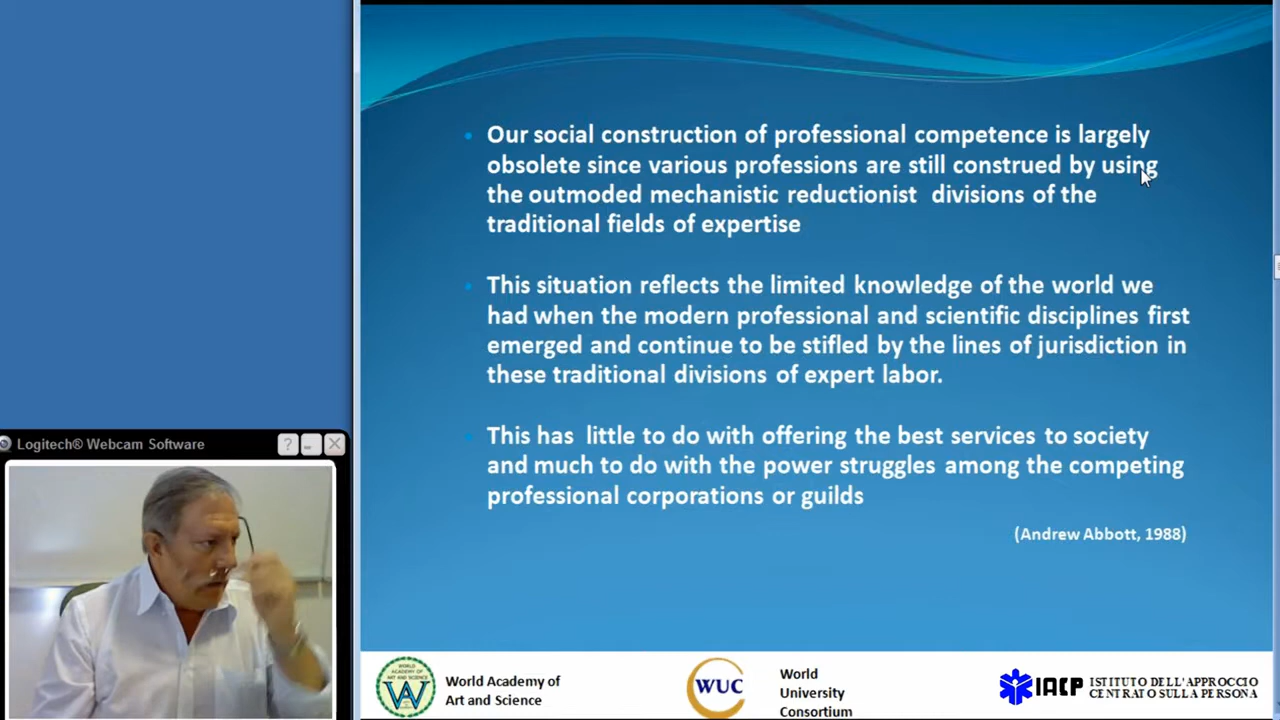 Our social construction of professional competence is largely
obsolete since various professions are still construed by using
the outmoded mechanistic reductionist divisions of the
traditional fields of expertise
This situation reflects the limited knowledge of the world we
had when the modern professional and scientific disciplines first
emerged and continue to be stifled by the lines of jurisdiction in
these traditional divisions of expert labor.
This has little to do with offering the best services to society
and much to do with the power struggles among the competing
professional corporations or guilds
(Andrew Abbott, 1988)
Logitech® Webcam Software
?
WORLD
ACADEMY OF
ART AND SCIENCE
W
World Academy of
Art and Science
WUC
World
University
Consortium
IACP
ISTITUTO DELL'APPROCCIO
CENTRATO SULLA PERSONA